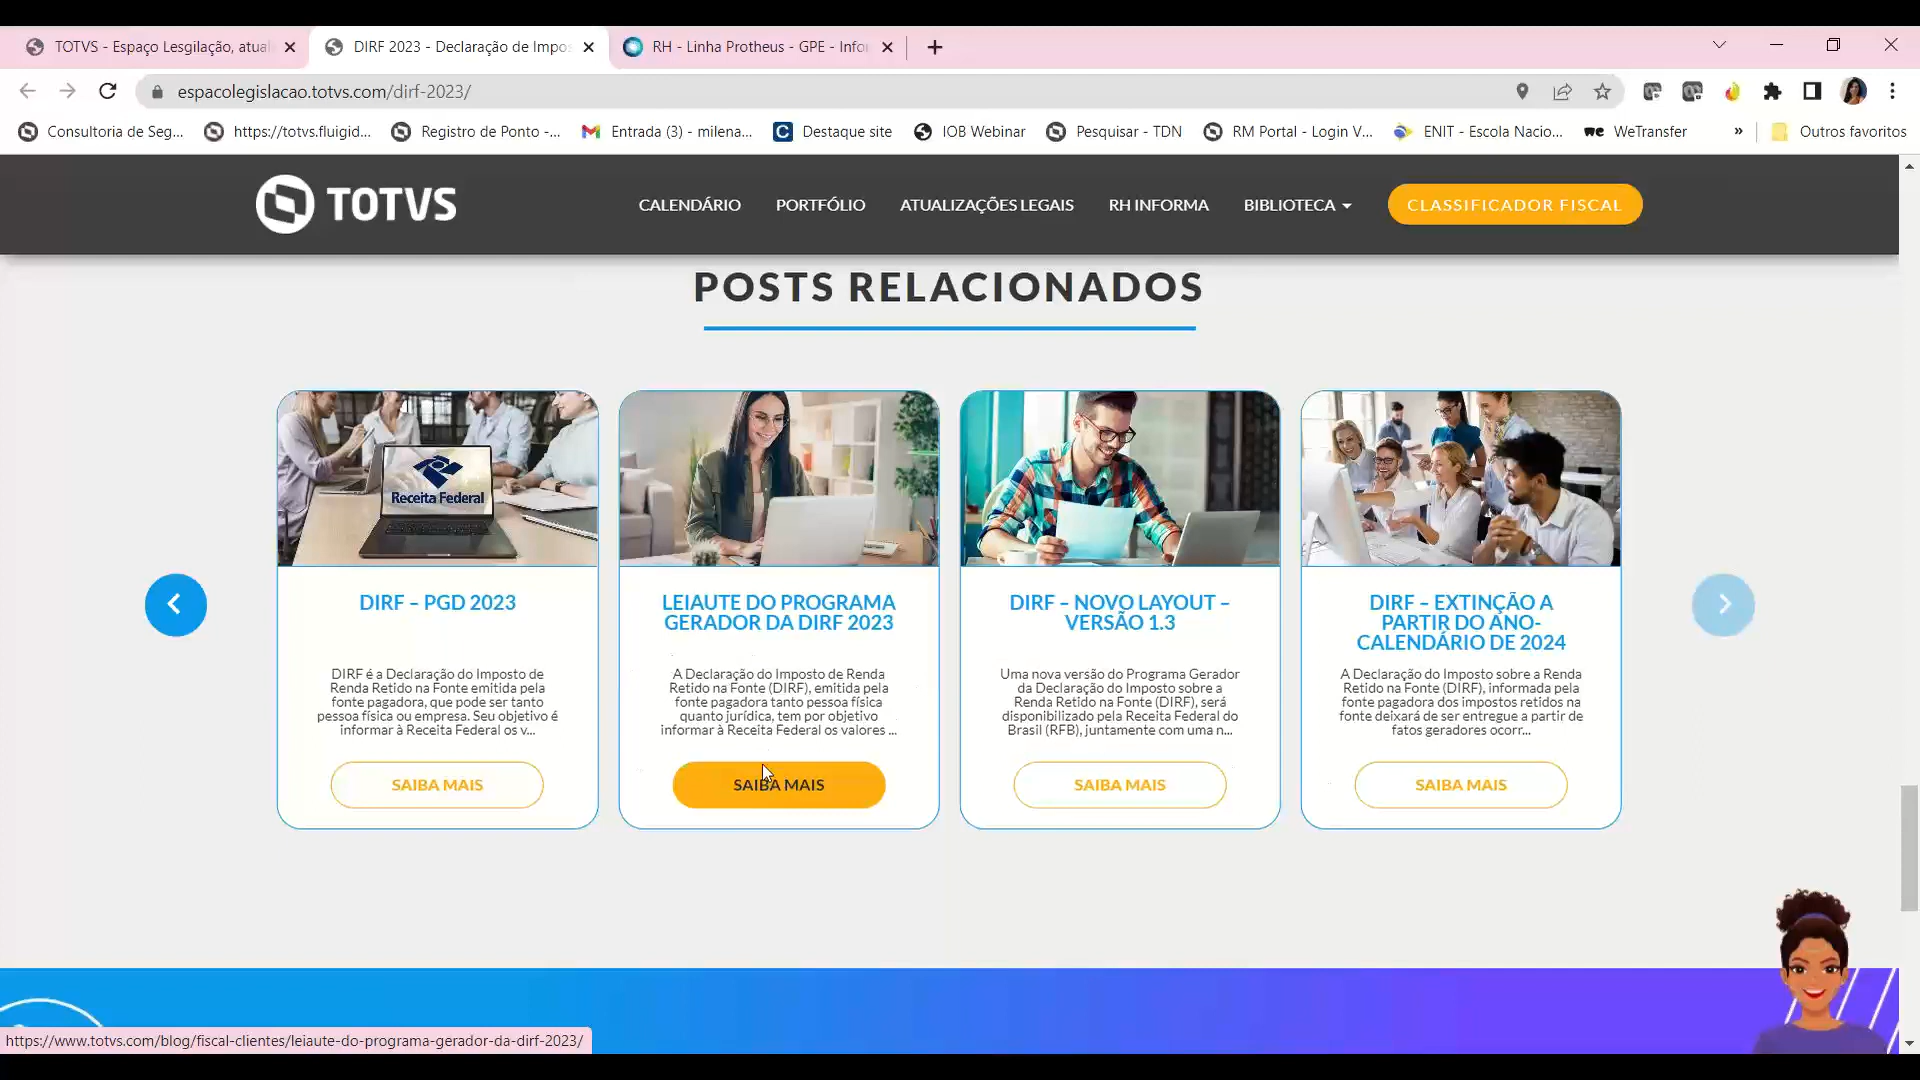 TOTVS - Espaço Lesgilação, atual
DIRF 2023 - Declaração de Impos
RH - Linha Protheus - GPE - Infor
espacolegislacao.totvs.com/dirf-2023/
Consultoria de Seg...
https://totvs.fluigid...
Registro de Ponto -...
Entrada (3) - milena...
Destaque site
IOB Webinar
Pesquisar - TDN
RM Portal - Login V...
ENIT - Escola Nacio...
WeTransfer
»
Outros favoritos
TOTVS
CALENDÁRIO
PORTFÓLIO
ATUALIZAÇÕES LEGAIS
RH INFORMA
BIBLIOTECA
CLASSIFICADOR FISCAL
POSTS RELACIONADOS
Receita Federal
DIRF – PGD 2023
DIRF é a Declaração do Imposto de
Renda Retido na Fonte emitida pela
fonte pagadora, que pode ser tanto
pessoa física ou empresa. Seu objetivo é
informar à Receita Federal os v...
SAIBA MAIS
LEIAUTE DO PROGRAMA
GERADOR DA DIRF 2023
A Declaração do Imposto de Renda
Retido na Fonte (DIRF), emitida pela
fonte pagadora tanto pessoa física
quanto jurídica, tem por objetivo
informar à Receita Federal os valores ...
SAIBA MAIS
DIRF – NOVO LAYOUT –
VERSÃO 1.3
Uma nova versão do Programa Gerador
da Declaração do Imposto sobre a
Renda Retido na Fonte (DIRF), será
disponibilizado pela Receita Federal do
Brasil (RFB), juntamente com uma n...
SAIBA MAIS
DIRF – EXTINÇÃO A
PARTIR DO ANO-
CALENDÁRIO DE 2024
A Declaração do Imposto sobre a Renda
Retido na Fonte (DIRF), informada pela
fonte pagadora dos impostos retidos na
fonte deixará de ser entregue a partir de
fatos geradores ocorr...
SAIBA MAIS
https://www.totvs.com/blog/fiscal-clientes/leiaute-do-programa-gerador-da-dirf-2023/